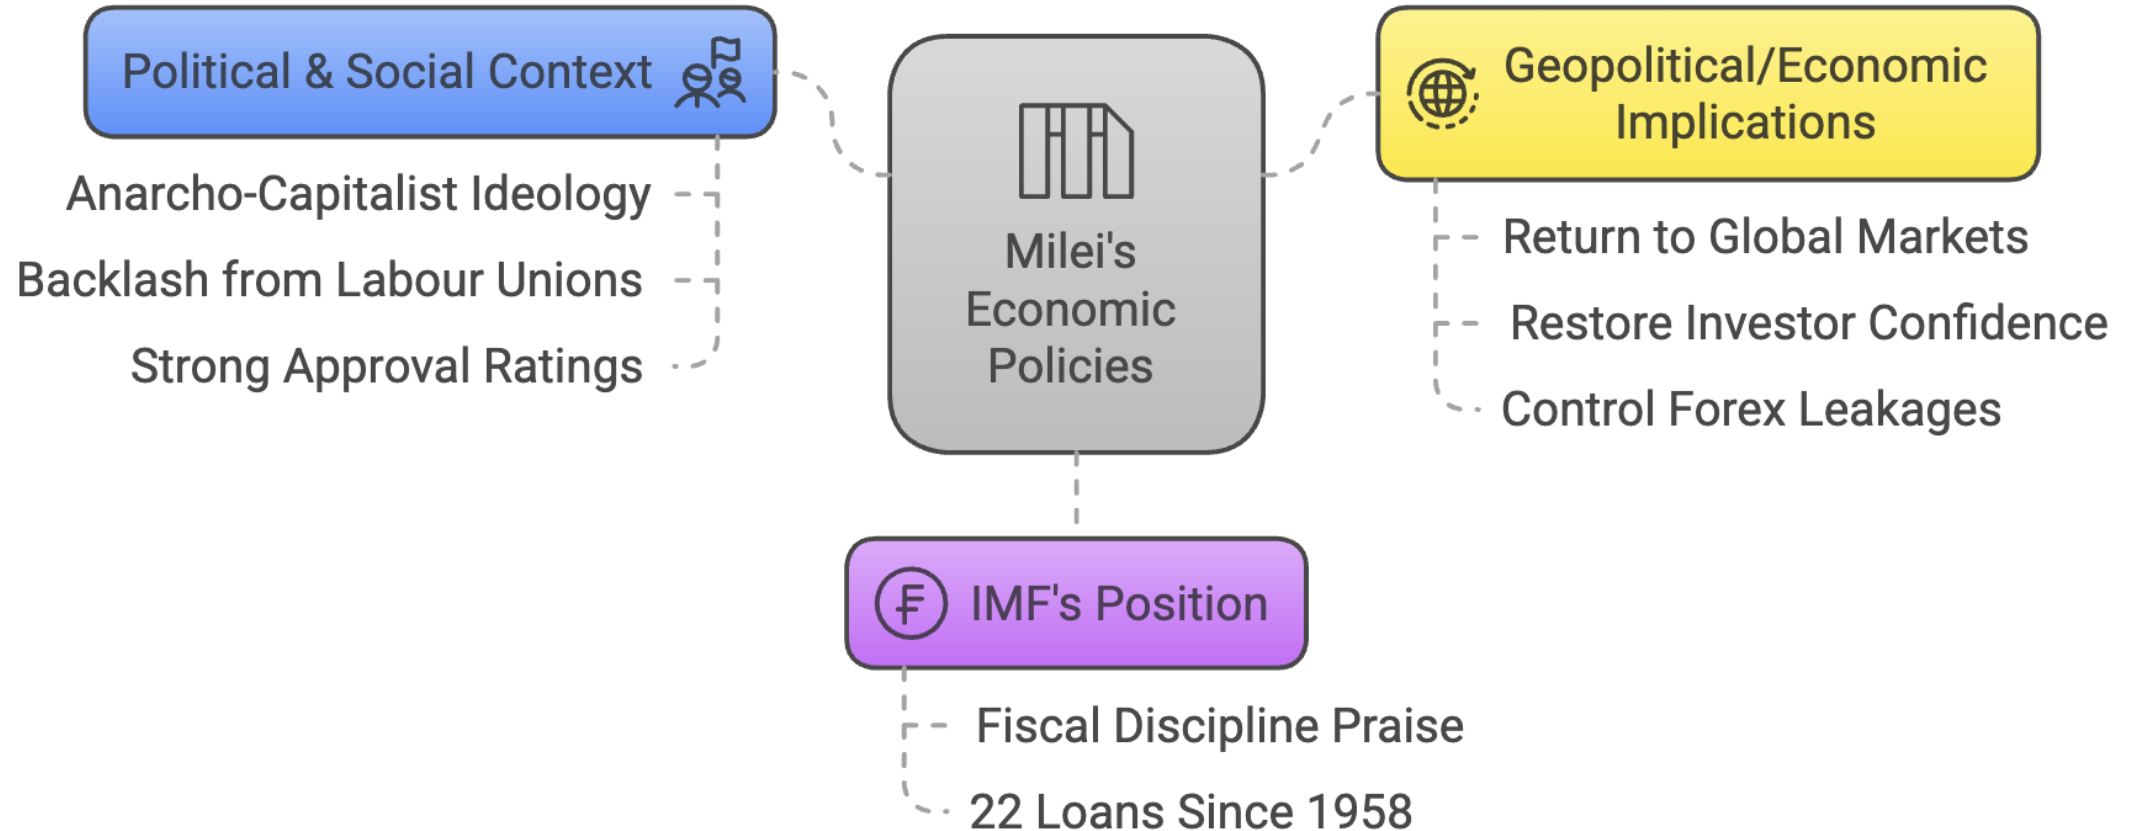 Political & Social Context
Anarcho-Capitalist Ideology
Backlash from Labour Unions
Strong Approval Ratings
Milei's
Economic
Policies
Geopolitical/Economic
Implications
Return to Global Markets
Restore Investor Confidence
Control Forex Leakages
IMF's Position
Fiscal Discipline Praise
22 Loans Since 1958